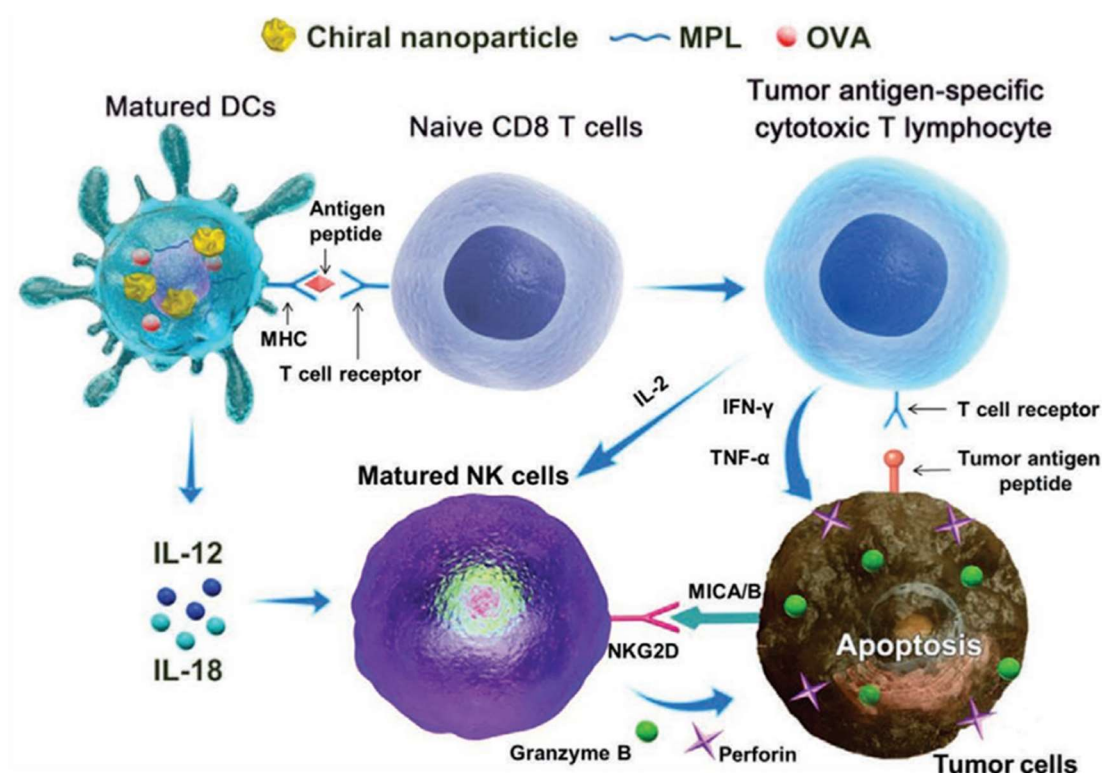 Chiral nanoparticle MPL OVA
Matured DCs
Naive CD8 T cells
Tumor antigen-specific
cytotoxic T lymphocyte
Antigen
peptide
MHC
T cell receptor
IL-2
IFN-γ
TNF-α
T cell receptor
Tumor antigen
peptide
Matured NK cells
IL-12
IL-18
MICA/B
NKG2D
Apoptosis
Granzyme B
Perforin
Tumor cells